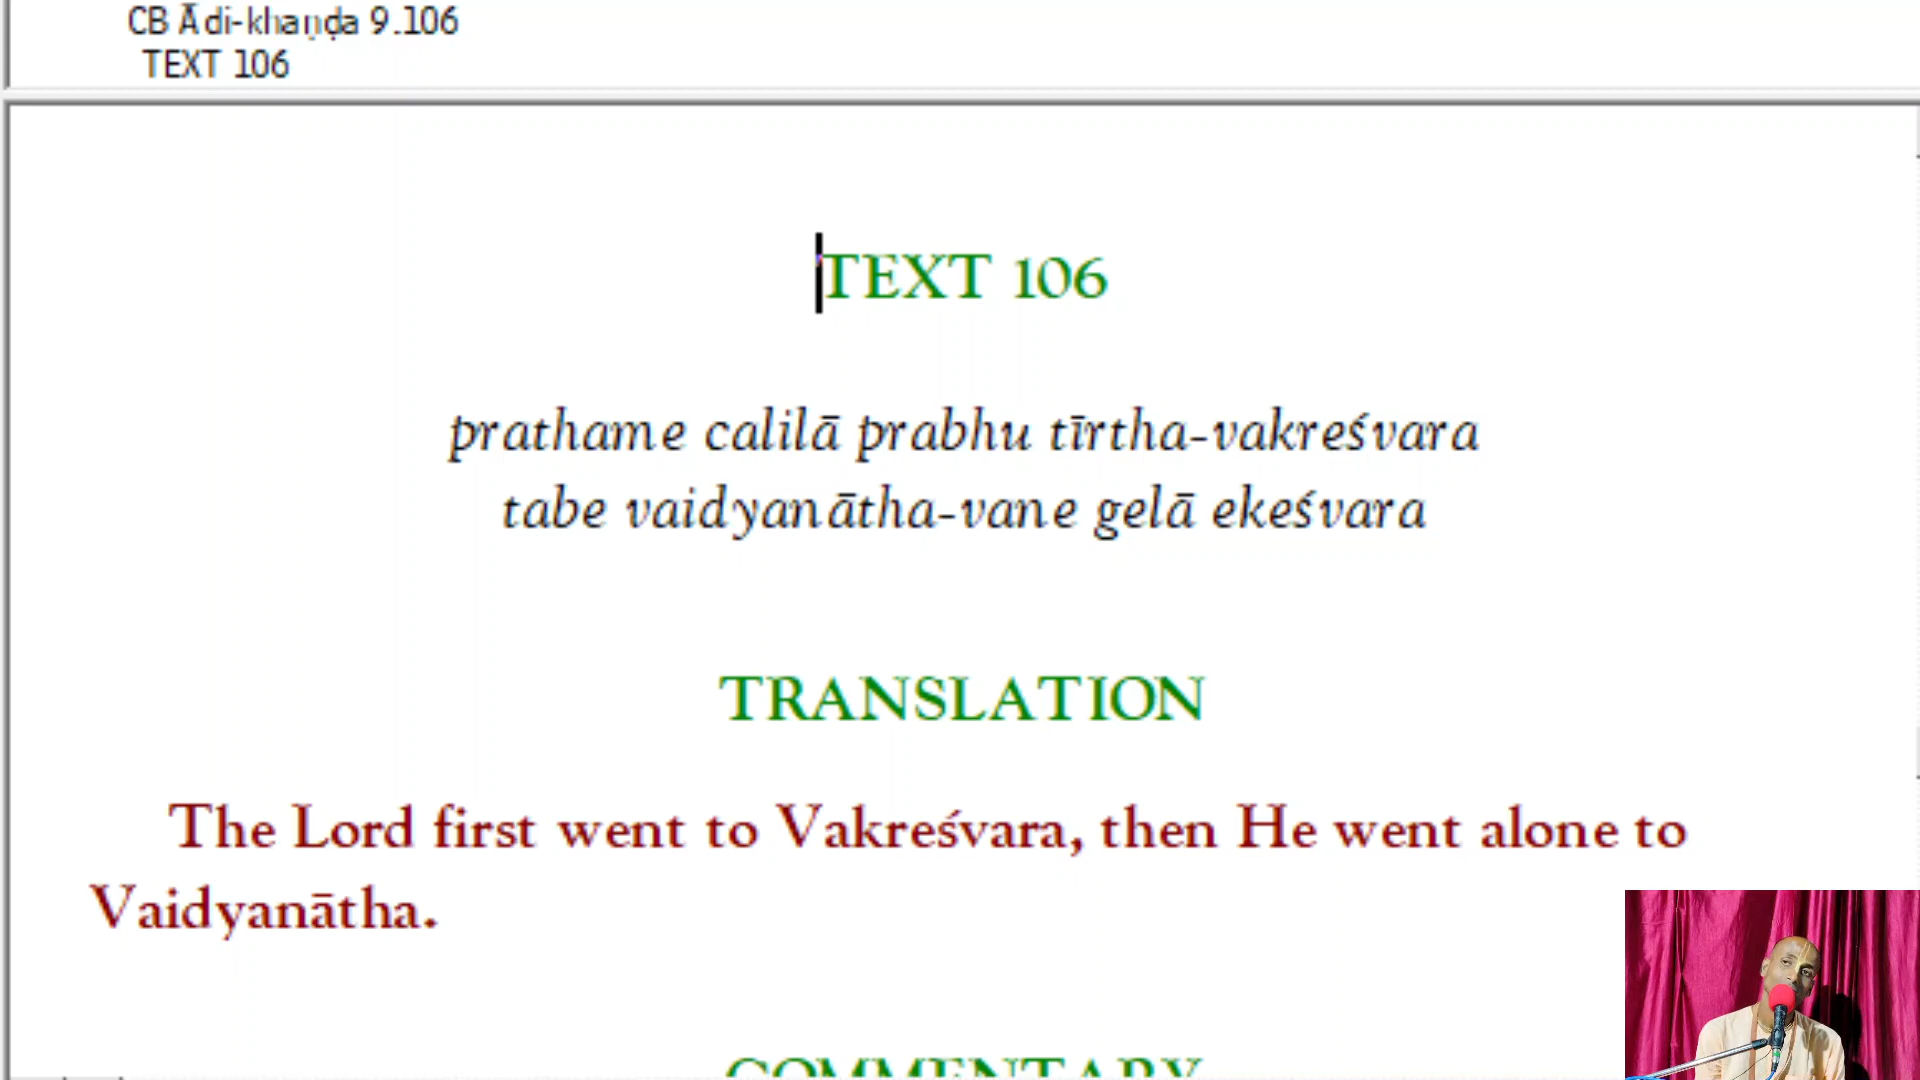 CB Ādi-khaṇḍa 9.106
TEXT 106
TEXT 106
prathame calilā prabhu tīrtha-vakreśvara
tabe vaidyanātha-vane gelā ekeśvara
TRANSLATION
The Lord first went to Vakreśvara, then He went alone to
Vaidyanātha.
COMMENTARY